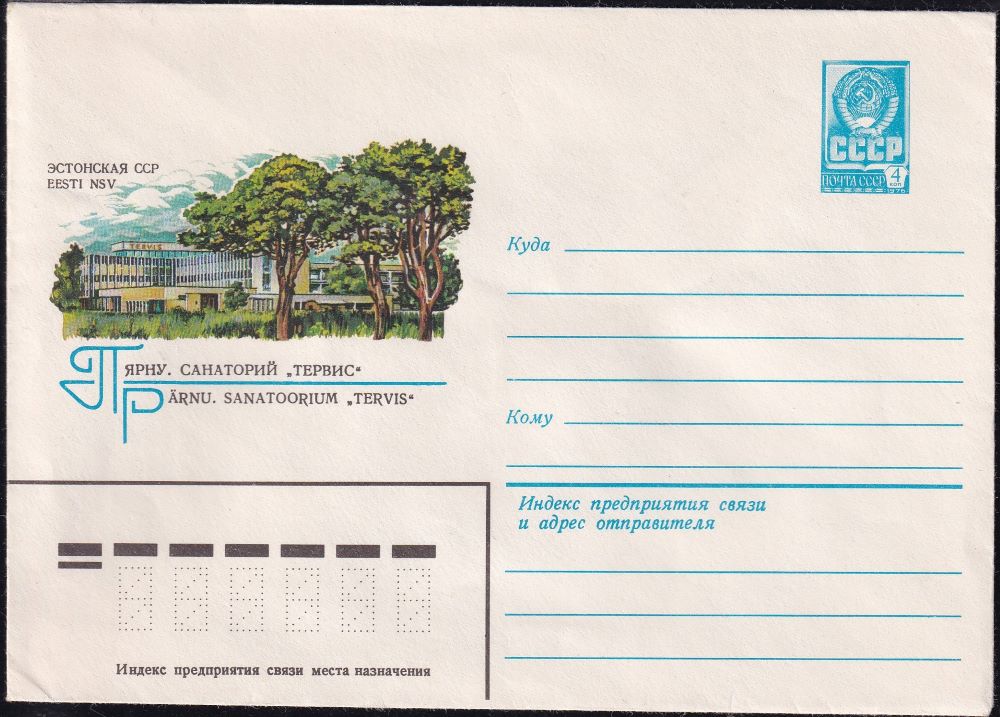 ЭСТОНСКАЯ ССР
EESTI NSV
TERVIS
ПЯРНУ. САНАТОРИЙ „ТЕРВИС“
PÄRNU. SANATOORIUM „TERVIS“
СССР
ПОЧТА СССР 4 КОП
1976
Куда
Кому
Индекс предприятия связи
и адрес отправителя
Индекс предприятия связи места назначения